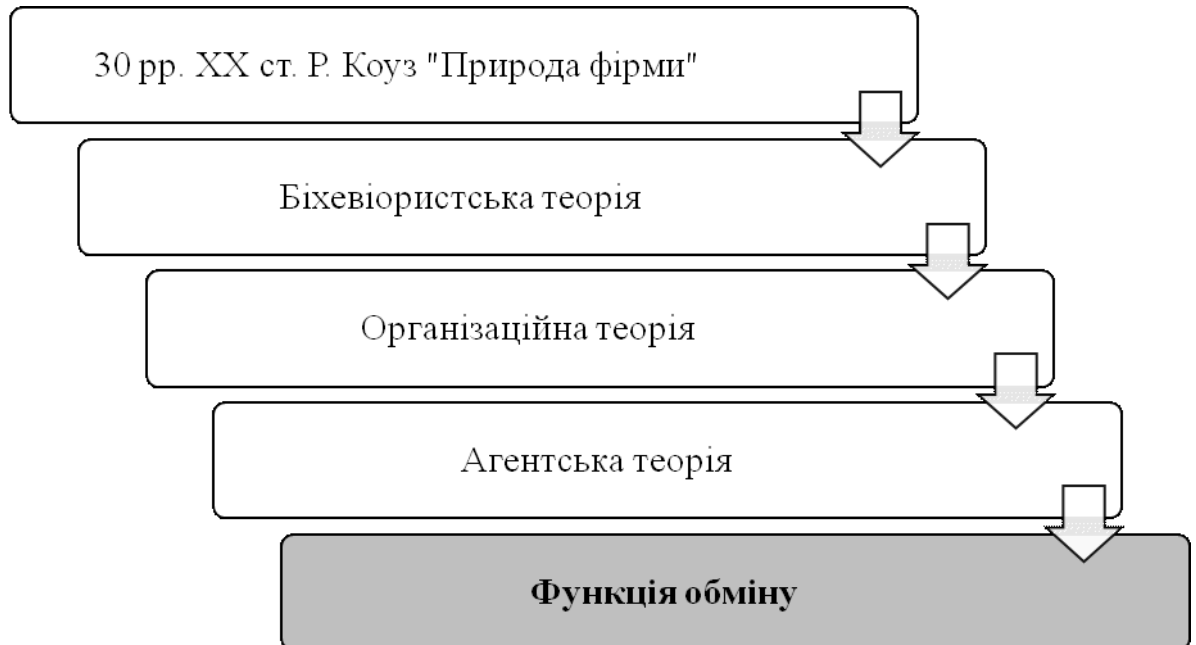 30 рр. ХХ ст. Р. Коуз "Природа фірми"
Біхевіористська теорія
Організаційна теорія
Агентська теорія
Функція обміну